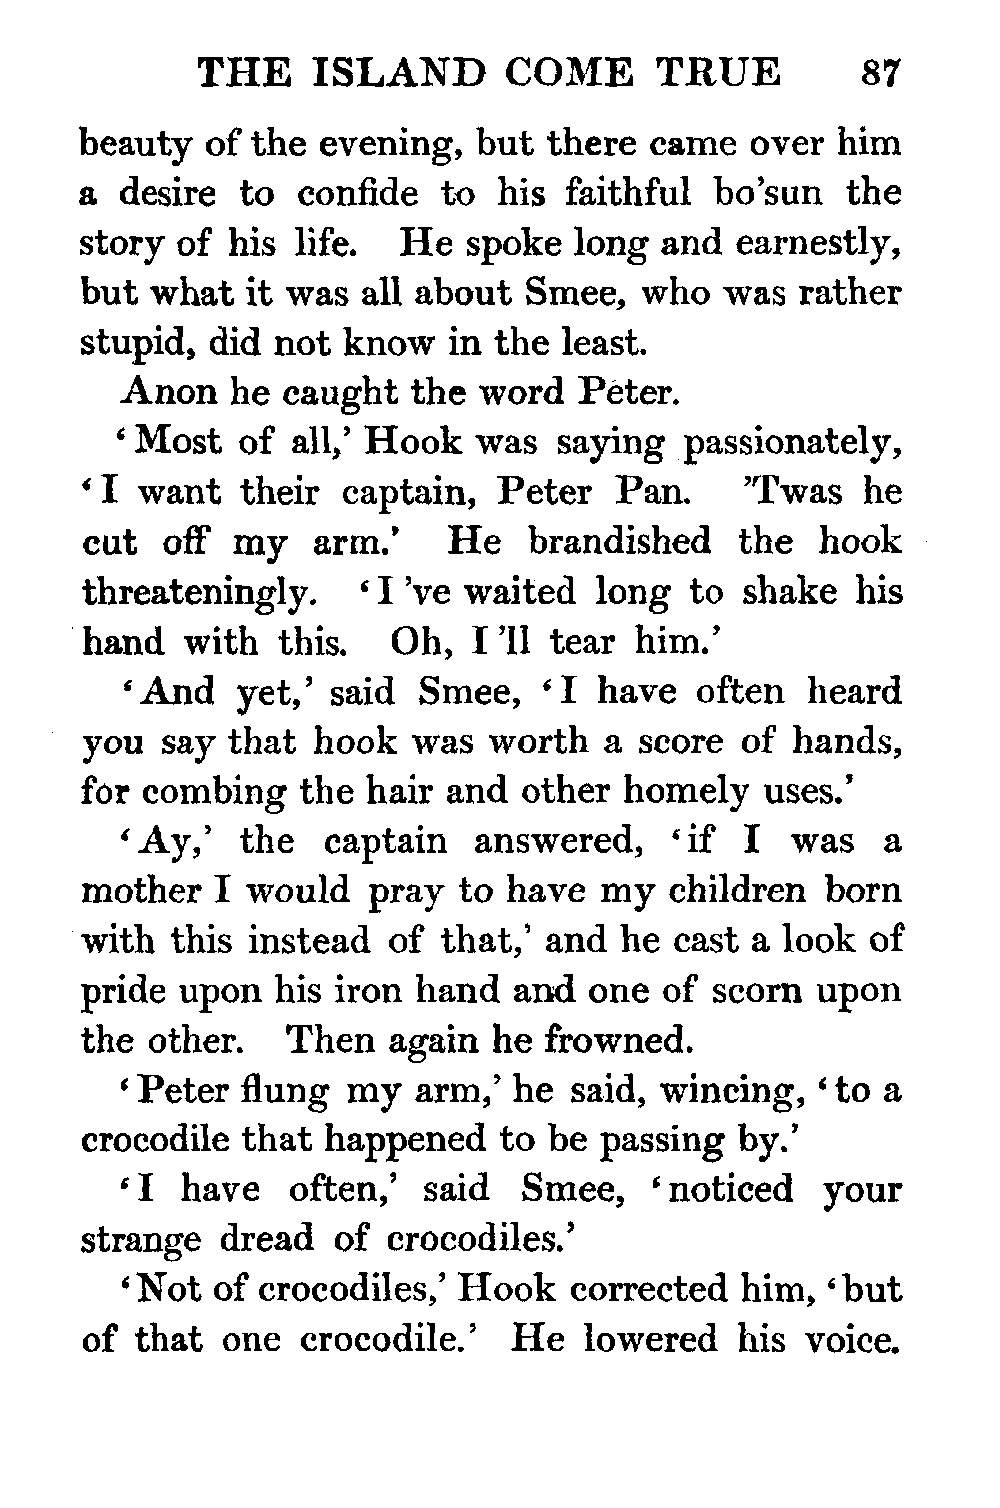 THE ISLAND COME TRUE 87
beauty of the evening, but there came over him
a desire to confide to his faithful bo'sun the
story of his life. He spoke long and earnestly,
but what it was all about Smee, who was rather
stupid, did not know in the least.
Anon he caught the word Peter.
‘Most of all,’ Hook was saying passionately,
‘I want their captain, Peter Pan. ’Twas he
cut off my arm.’ He brandished the hook
threateningly. ‘I ’ve waited long to shake his
hand with this. Oh, I ’ll tear him.’
‘And yet,’ said Smee, ‘I have often heard
you say that hook was worth a score of hands,
for combing the hair and other homely uses.’
‘Ay,’ the captain answered, ‘if I was a
mother I would pray to have my children born
with this instead of that,’ and he cast a look of
pride upon his iron hand and one of scorn upon
the other. Then again he frowned.
‘Peter flung my arm,’ he said, wincing, ‘to a
crocodile that happened to be passing by.’
‘I have often,’ said Smee, ‘noticed your
strange dread of crocodiles.’
‘Not of crocodiles,’ Hook corrected him, ‘but
of that one crocodile.’ He lowered his voice.